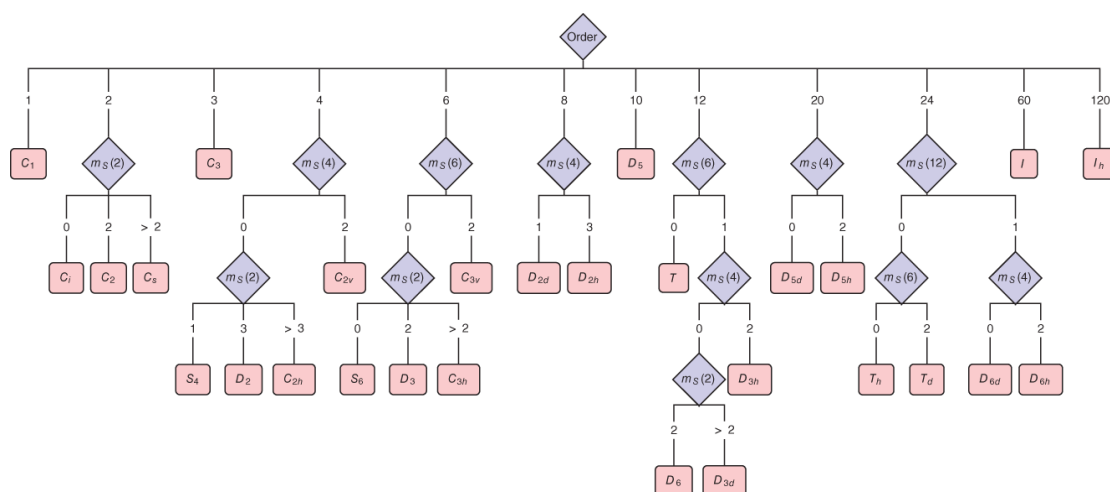 Order
1 2 3 4 6 8 10 12 20 24 60 120
C1 mS(2) C3 mS(4) mS(6) mS(4) D5 mS(6) mS(4) mS(12) I Ih
0 2 > 2 0 2 0 2 1 3 0 1 0 2 0 1
Ci C2 Cs mS(2) C2v mS(2) C3v D2d D2h T mS(4) D5d D5h mS(6) mS(4)
1 3 > 3 0 2 > 2 0 2 0 2 0 2
S4 D2 C2h S6 D3 C3h mS(2) D3h Th Td D6d D6h
2 > 2
D6 D3d